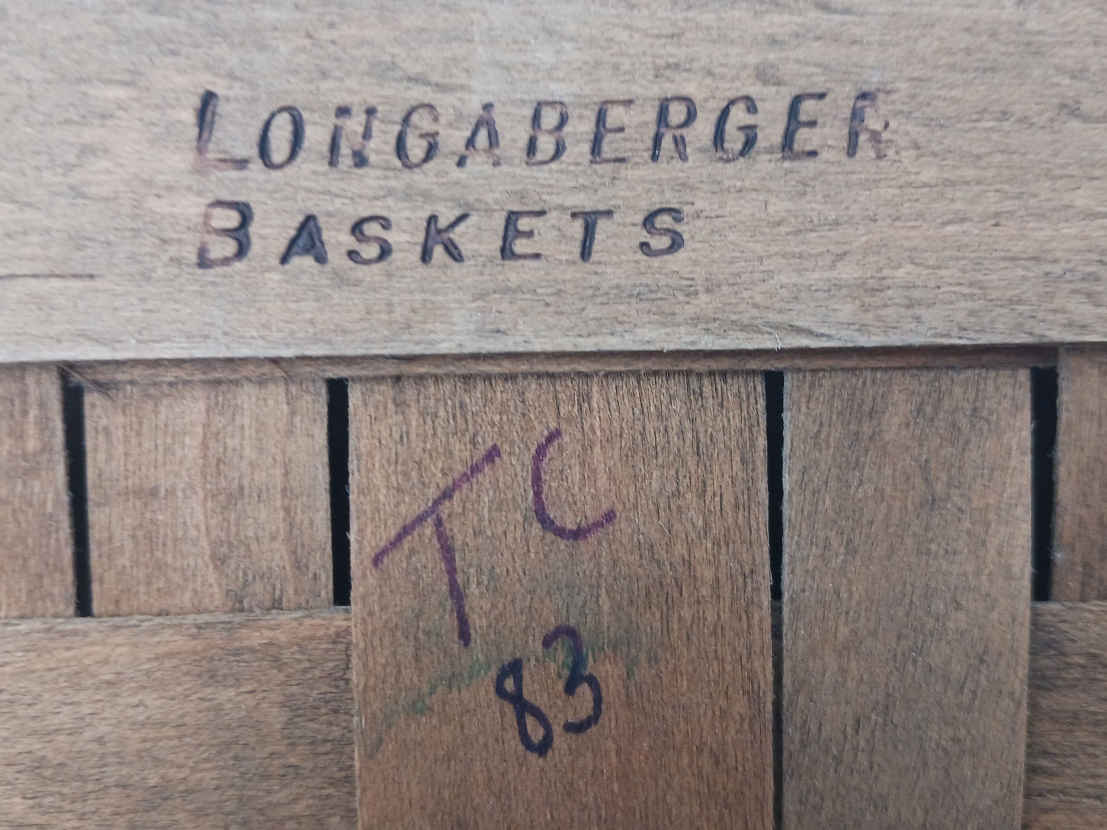 LONGABERGER
BASKETS
TC
83